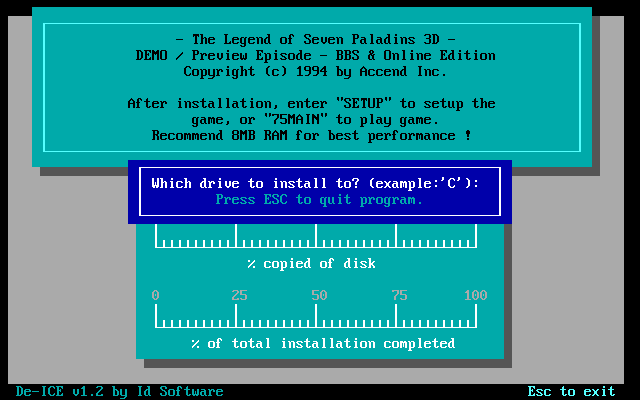 - The Legend of Seven Paladins 3D -
DEMO / Preview Episode - BBS & Online Edition
Copyright (c) 1994 by Accend Inc.
After installation, enter "SETUP" to setup the
game, or "75MAIN" to play game.
Recommend 8MB RAM for best performance !
Which drive to install to? (example:'C'):
Press ESC to quit program.
% copied of disk
0 25 50 75 100
% of total installation completed
De-ICE v1.2 by Id Software Esc to exit